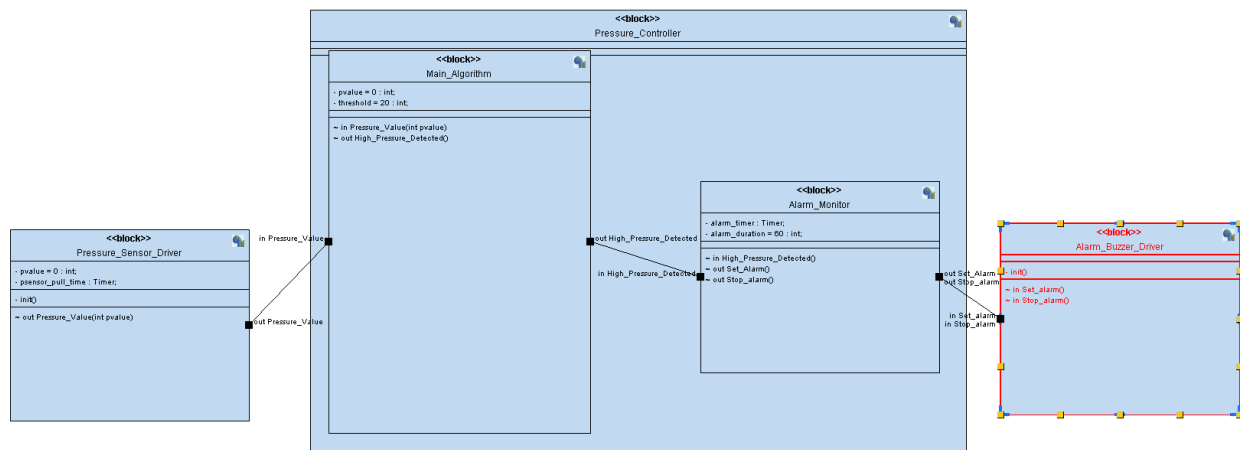 <<block>>
Pressure_Controller
<<block>>
Main_Algorithm
- pvalue = 0 : int;
- threshold = 20 : int;
~ in Pressure_Value(int pvalue)
~ out High_Pressure_Detected()
<<block>>
Alarm_Monitor
- alarm_timer : Timer;
- alarm_duration = 60 : int;
~ in High_Pressure_Detected()
~ out Set_Alarm()
~ out Stop_alarm()
<<block>>
Pressure_Sensor_Driver
- pvalue = 0 : int;
- psensor_pull_time : Timer;
- init()
~ out Pressure_Value(int pvalue)
<<block>>
Alarm_Buzzer_Driver
- init()
~ in Set_alarm()
~ in Stop_alarm()
in Pressure_Value
out Pressure_Value
out High_Pressure_Detected
in High_Pressure_Detected
out Set_Alarm
out Stop_alarm
in Set_alarm
in Stop_alarm